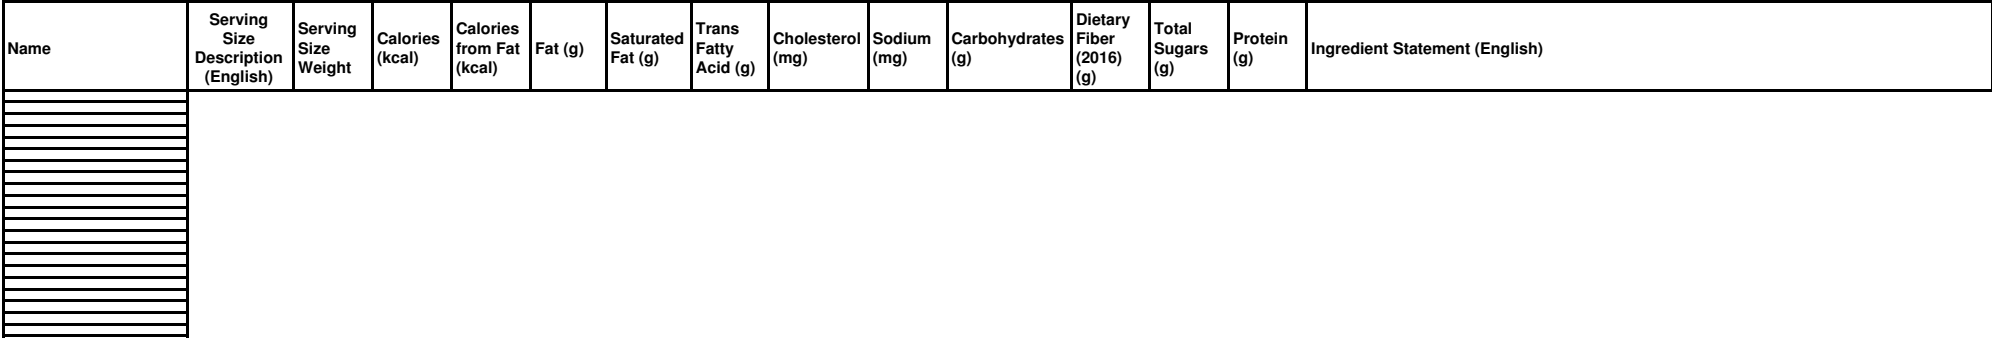 Name
Serving
Size
Description
(English)
Serving
Size
Weight
Calories
(kcal)
Calories
from Fat
(kcal)
Fat (g)
Saturated
Fat (g)
Trans
Fatty
Acid (g)
Cholesterol
(mg)
Sodium
(mg)
Carbohydrates
(g)
Dietary
Fiber
(2016)
(g)
Total
Sugars
(g)
Protein
(g)
Ingredient Statement (English)